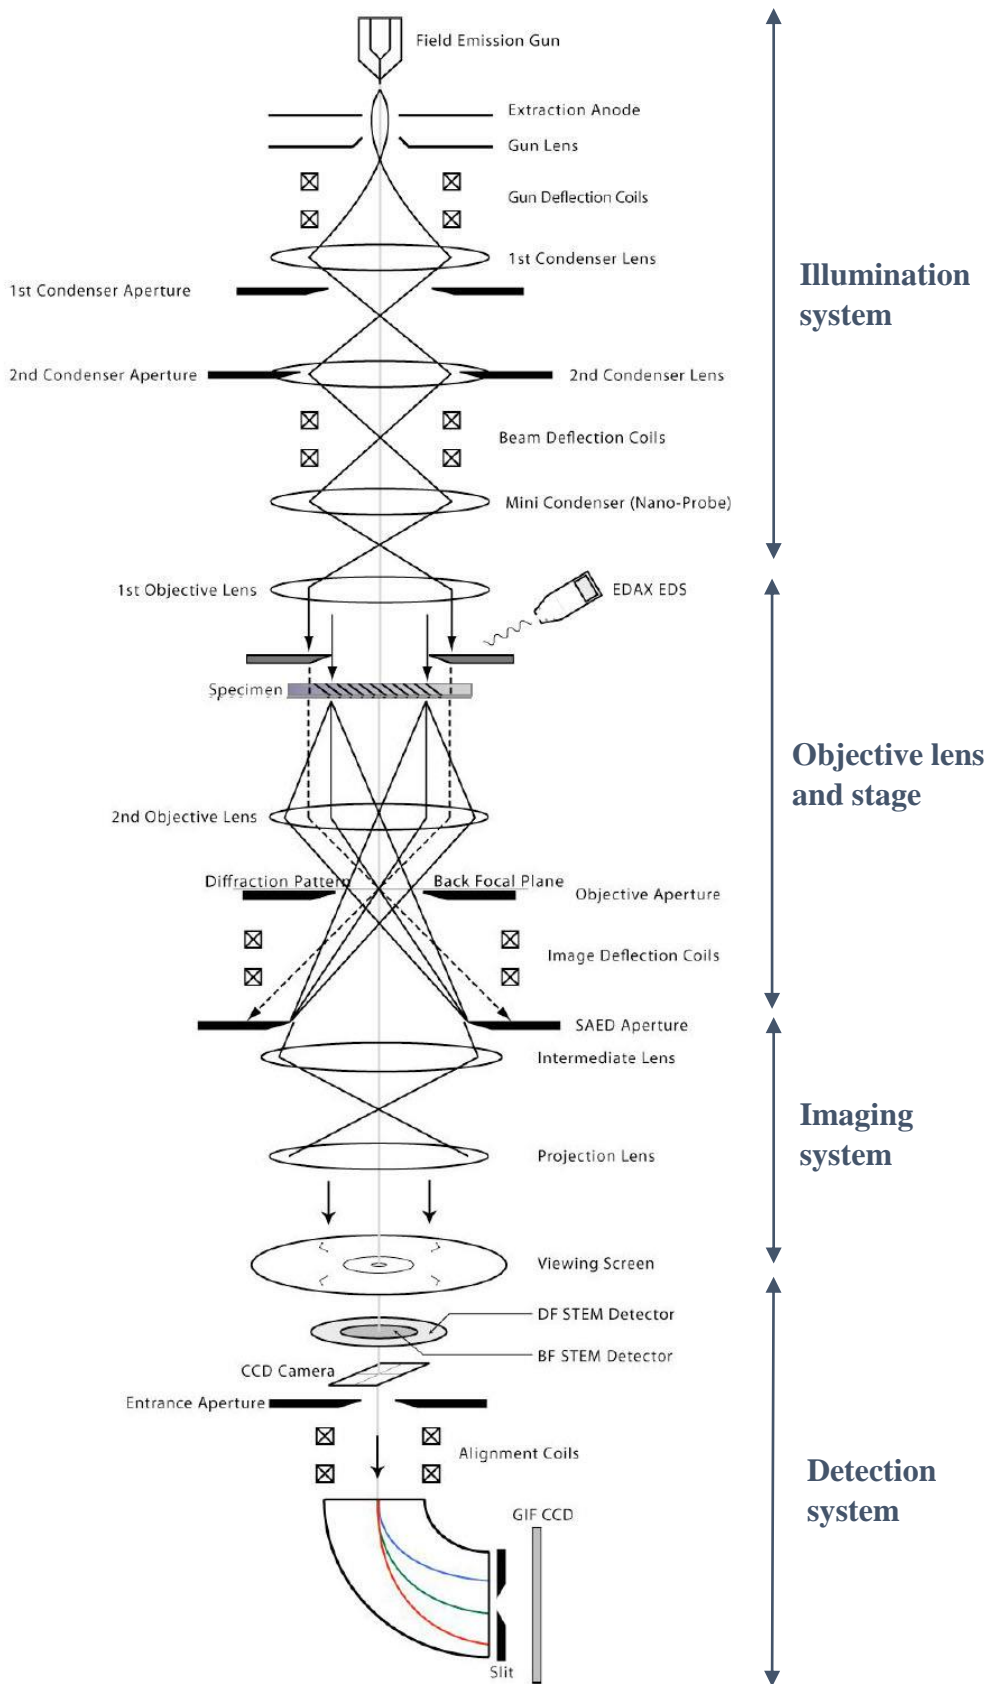 Field Emission Gun
Extraction Anode
Gun Lens
Gun Deflection Coils
1st Condenser Lens
1st Condenser Aperture
Illumination
system
2nd Condenser Aperture
2nd Condenser Lens
Beam Deflection Coils
Mini Condenser (Nano-Probe)
1st Objective Lens
EDAX EDS
Specimen
Objective lens
and stage
2nd Objective Lens
Diffraction Pattern
Back Focal Plane
Objective Aperture
Image Deflection Coils
SAED Aperture
Intermediate Lens
Imaging
system
Projection Lens
Viewing Screen
DF STEM Detector
BF STEM Detector
CCD Camera
Entrance Aperture
Alignment Coils
Detection
system
GIF CCD
Slit